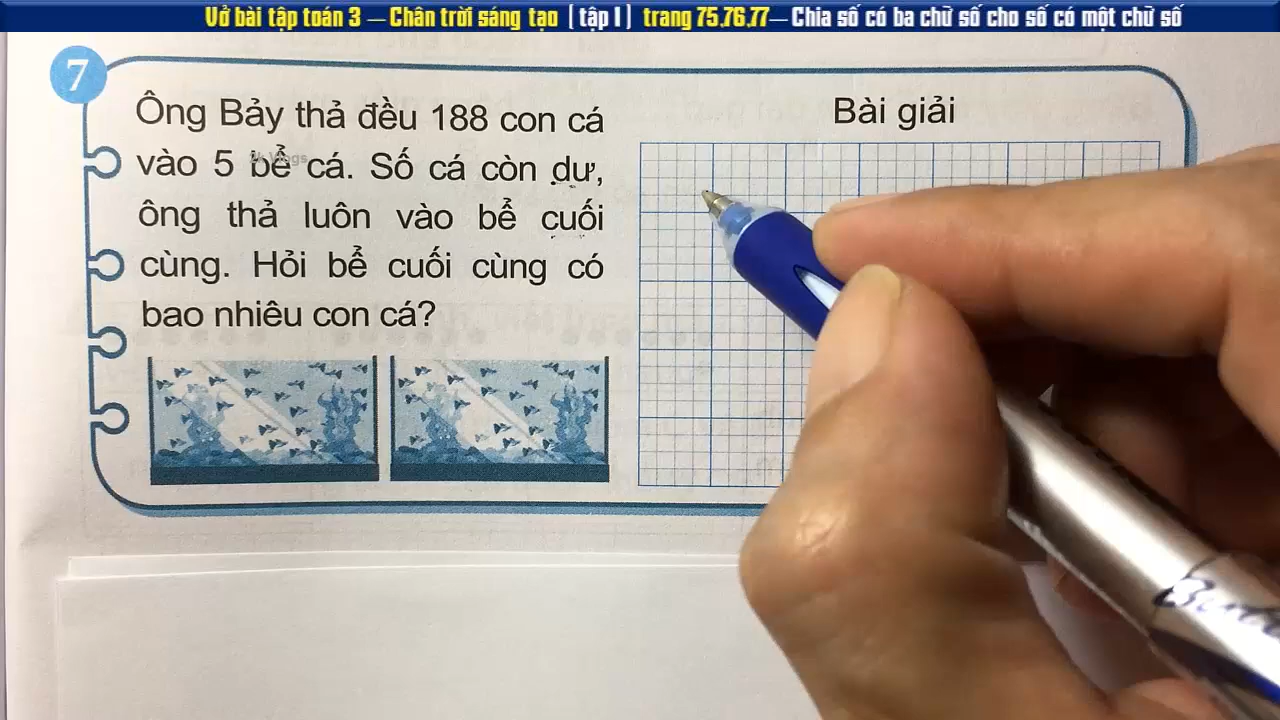 Vở bài tập toán 3 – Chân trời sáng tạo ( tập 1 ) trang 75,76,77– Chia số có ba chữ số cho số có một chữ số
7
Ông Bảy thả đều 188 con cá
vào 5 bể cá. Số cá còn dư,
ông thả luôn vào bể cuối
cùng. Hỏi bể cuối cùng có
bao nhiêu con cá?
Bài giải